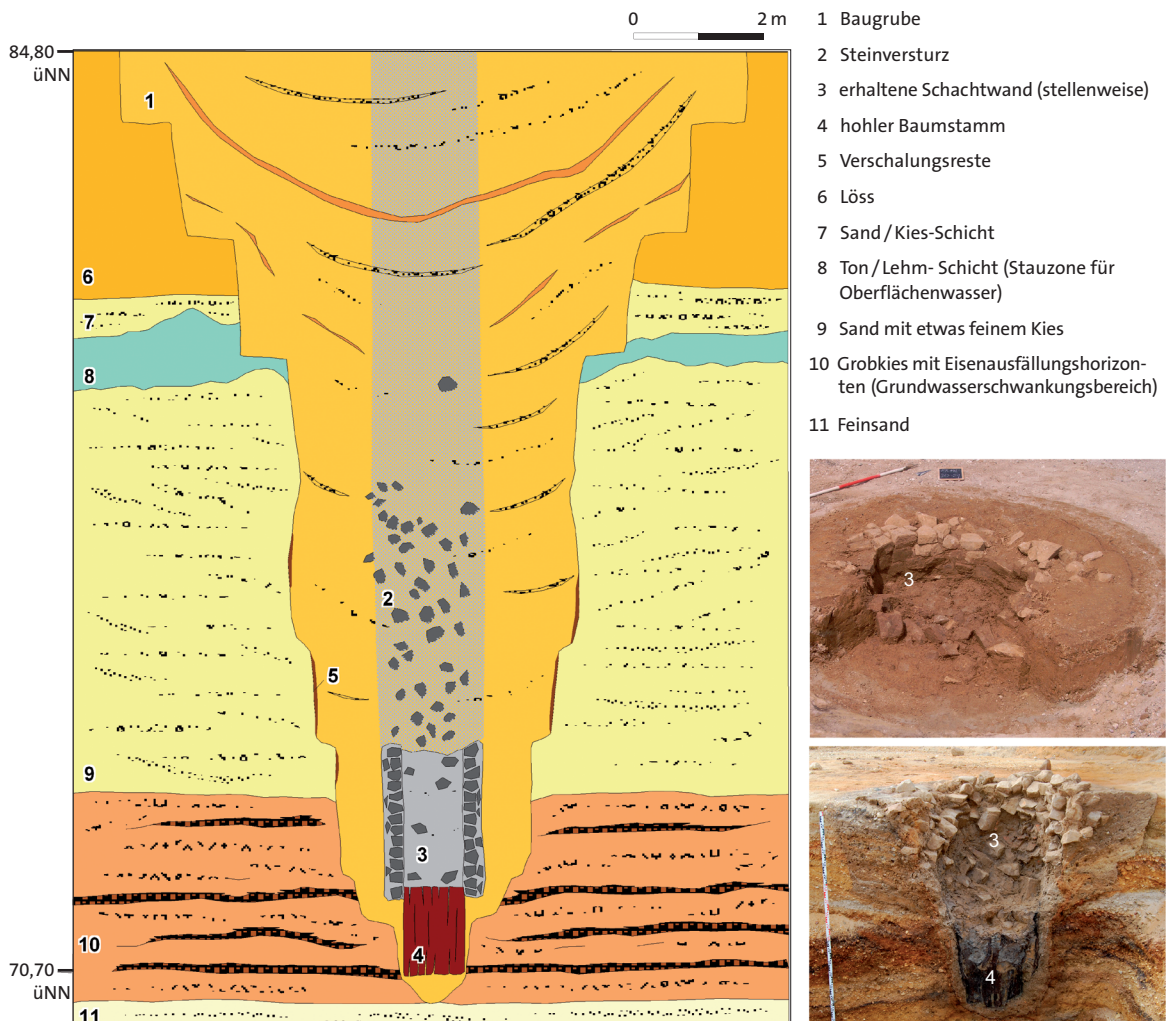 0 2 m
84,80
üNN
1
6
7
8
2
5
9
3
10
4
70,70
üNN
11
1 Baugrube
2 Steinversturz
3 erhaltene Schachtwand (stellenweise)
4 hohler Baumstamm
5 Verschalungsreste
6 Löss
7 Sand / Kies-Schicht
8 Ton / Lehm- Schicht (Stauzone für
Oberflächenwasser)
9 Sand mit etwas feinem Kies
10 Grobkies mit Eisenausfällungshorizon-
ten (Grundwasserschwankungsbereich)
11 Feinsand
3
3
4